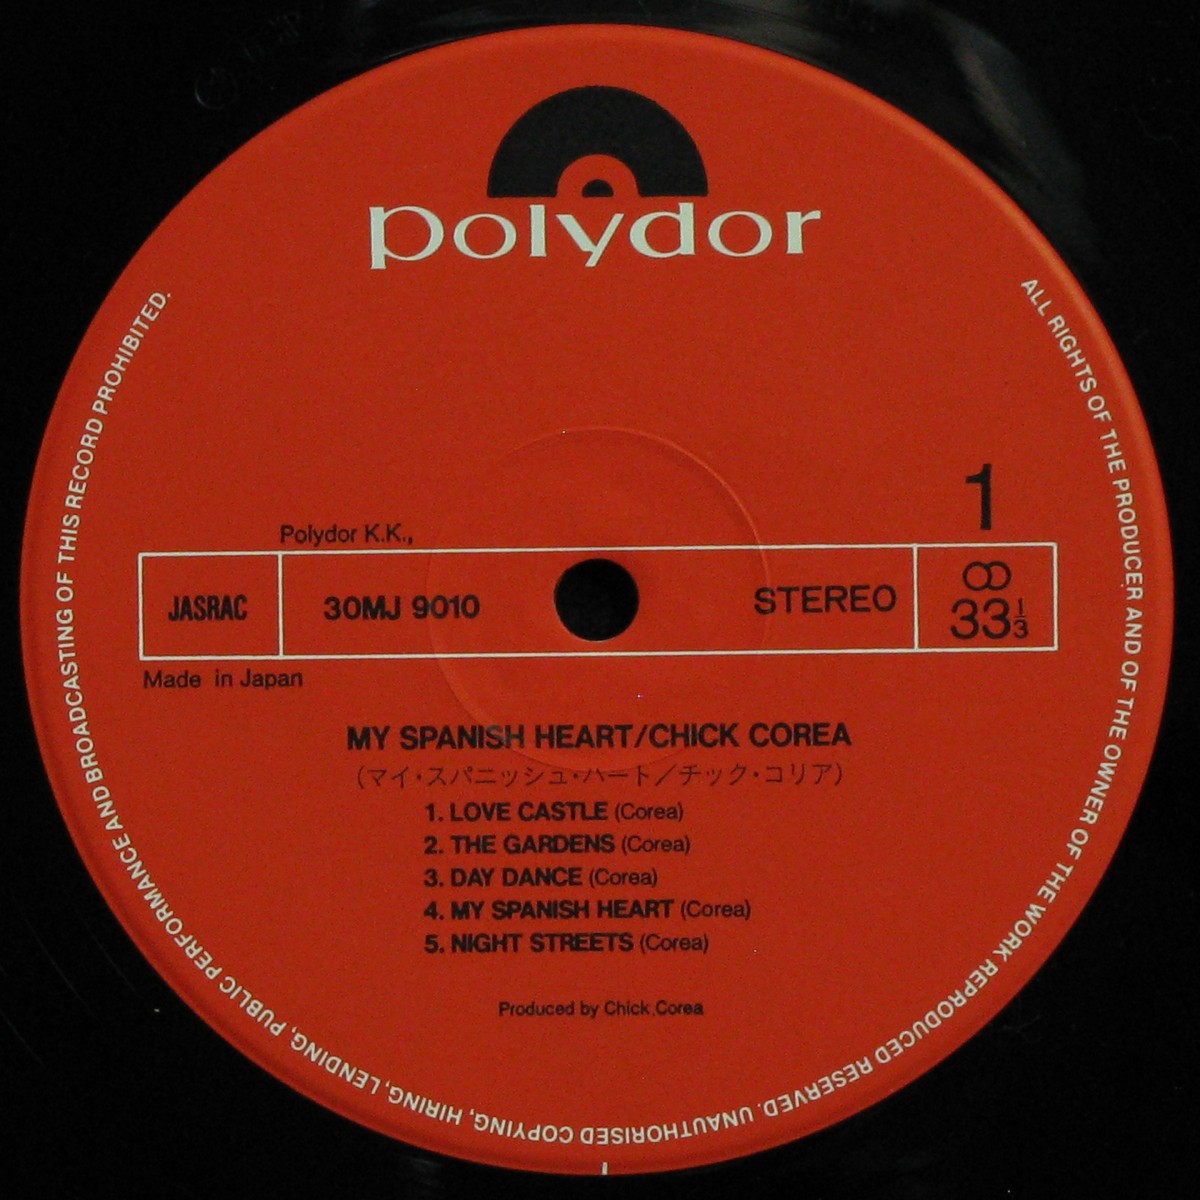 polydor
1
Polydor K.K.,
JASRAC
30MJ 9010
STEREO
33 1/3
Made in Japan
MY SPANISH HEART/CHICK COREA
(マイ・スパニッシュ・ハート／チック・コリア)
1. LOVE CASTLE (Corea)
2. THE GARDENS (Corea)
3. DAY DANCE (Corea)
4. MY SPANISH HEART (Corea)
5. NIGHT STREETS (Corea)
Produced by Chick Corea
ALL RIGHTS OF THE PRODUCER AND OF THE OWNER OF THE WORK REPRODUCED RESERVED. UNAUTHORISED COPYING, HIRING, LENDING, PUBLIC PERFORMANCE AND BROADCASTING OF THIS RECORD PROHIBITED.